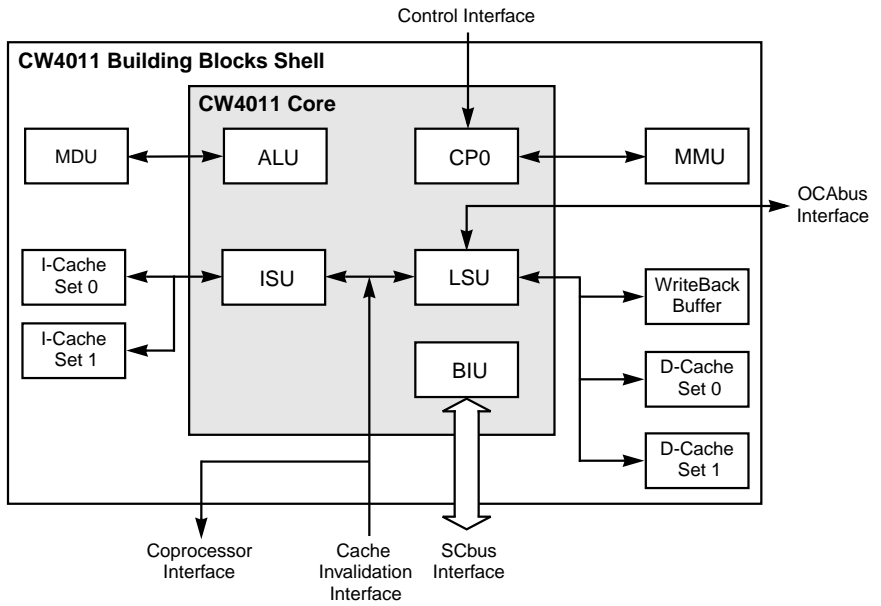 Control Interface
CW4011 Building Blocks Shell
CW4011 Core
MDU
ALU
CP0
MMU
OCAbus
Interface
I-Cache
Set 0
ISU
LSU
WriteBack
Buffer
I-Cache
Set 1
BIU
D-Cache
Set 0
D-Cache
Set 1
Coprocessor
Interface
Cache
Invalidation
Interface
SCbus
Interface